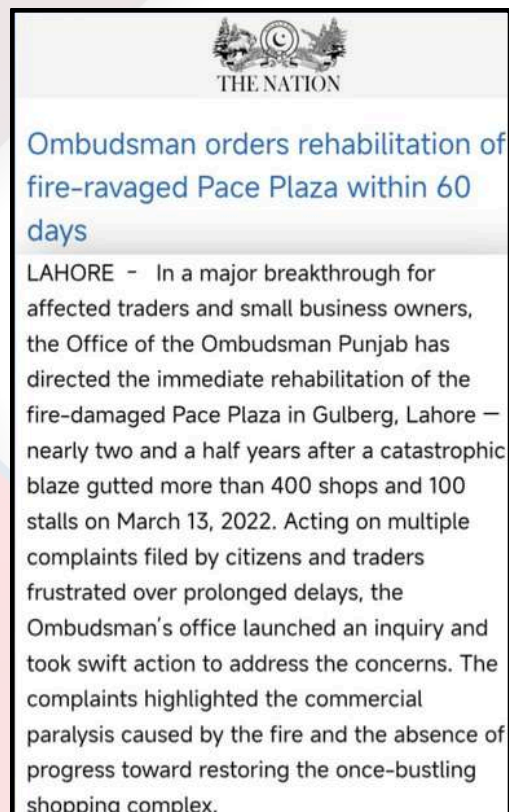 THE NATION
Ombudsman orders rehabilitation of
fire-ravaged Pace Plaza within 60
days
LAHORE - In a major breakthrough for
affected traders and small business owners,
the Office of the Ombudsman Punjab has
directed the immediate rehabilitation of the
fire-damaged Pace Plaza in Gulberg, Lahore —
nearly two and a half years after a catastrophic
blaze gutted more than 400 shops and 100
stalls on March 13, 2022. Acting on multiple
complaints filed by citizens and traders
frustrated over prolonged delays, the
Ombudsman's office launched an inquiry and
took swift action to address the concerns. The
complaints highlighted the commercial
paralysis caused by the fire and the absence of
progress toward restoring the once-bustling
shopping complex.